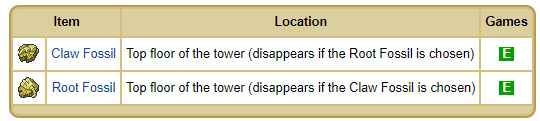 Item Location Games
Claw Fossil Top floor of the tower (disappears if the Root Fossil is chosen) E
Root Fossil Top floor of the tower (disappears if the Claw Fossil is chosen) E